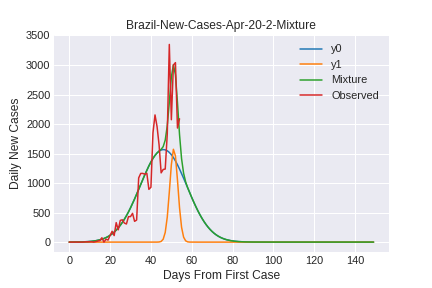 Brazil-New-Cases-Apr-20-2-Mixture
3500
3000
2500
2000
1500
1000
500
0
Daily New Cases
y0
y1
Mixture
Observed
0 20 40 60 80 100 120 140
Days From First Case